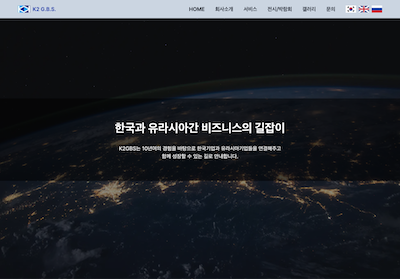 K2 G.B.S.
HOME 회사소개 서비스 전시/박람회 갤러리 문의
한국과 유라시아간 비즈니스의 길잡이
K2GBS는 10년여의 경험을 바탕으로 한국기업과 유라시아기업들을 연결해주고
함께 성장할 수 있는 길로 안내합니다.